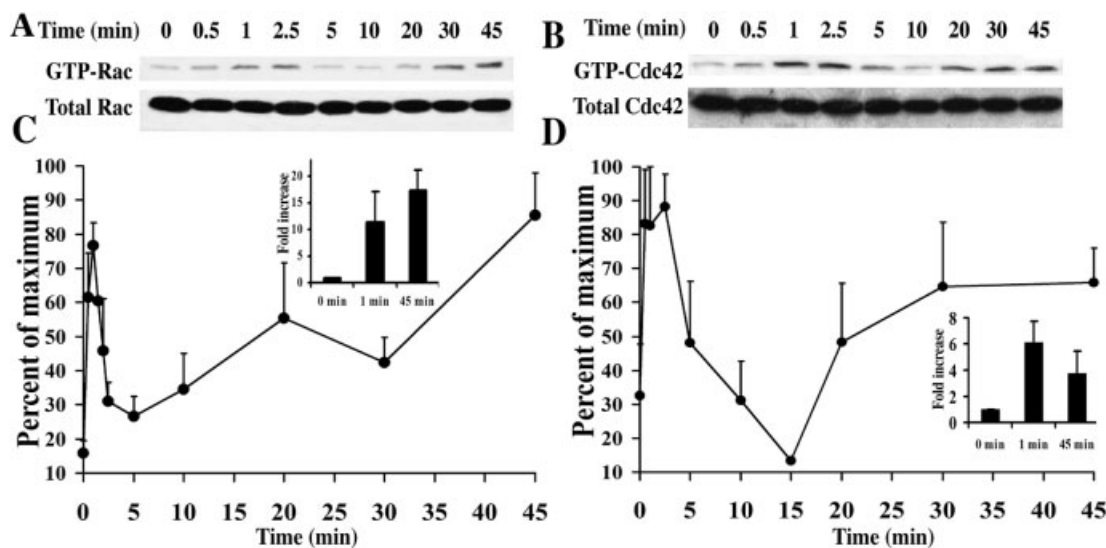 A Time (min) 0 0.5 1 2.5 5 10 20 30 45
GTP-Rac
Total Rac
B Time (min) 0 0.5 1 2.5 5 10 20 30 45
GTP-Cdc42
Total Cdc42
C
Percent of maximum
100
90
80
70
60
50
40
30
20
10
0 5 10 15 20 25 30 35 40 45
Time (min)
Fold increase
20
15
10
5
0
0 min 1 min 45 min
D
Percent of maximum
100
90
80
70
60
50
40
30
20
10
0 5 10 15 20 25 30 35 40 45
Time (min)
Fold increase
8
6
4
2
0
0 min 1 min 45 min